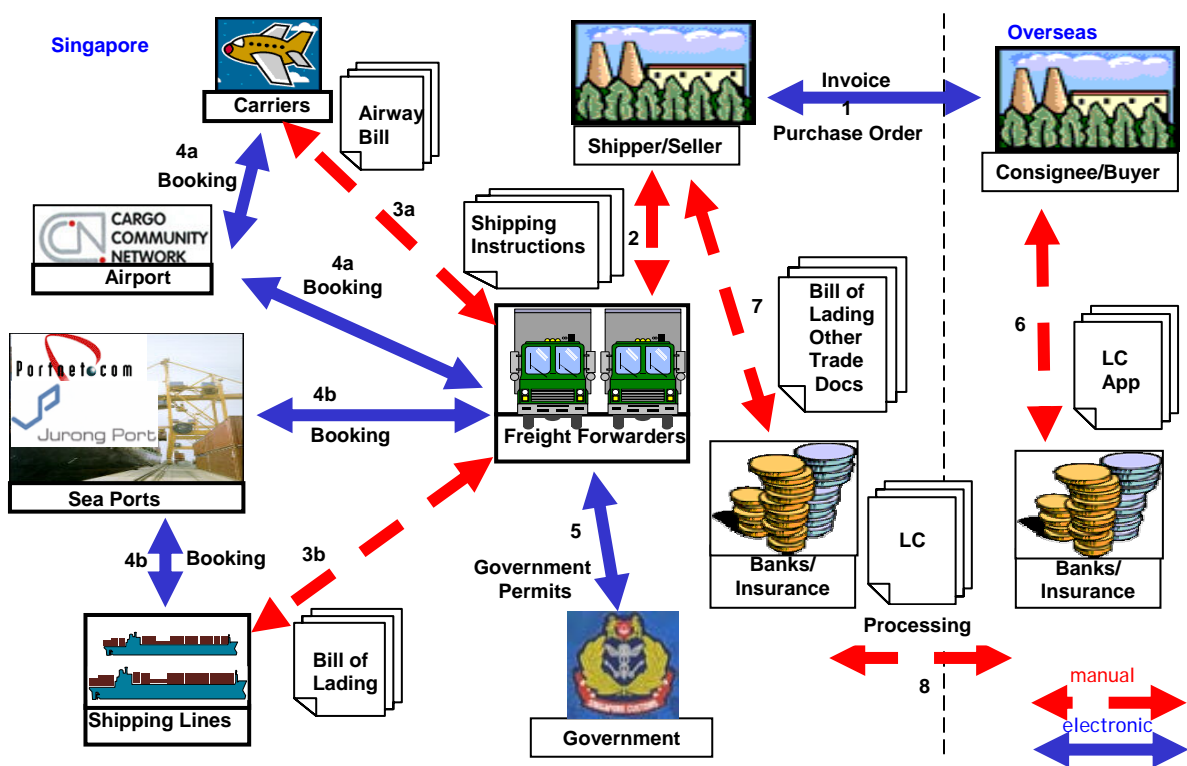 Singapore
Overseas
Carriers
Airway
Bill
Shipper/Seller
Invoice
1
Purchase Order
Consignee/Buyer
4a
Booking
3a
Shipping
Instructions
2
CARGO
COMMUNITY
NETWORK
Airport
4a
Booking
7
Bill of
Lading
Other
Trade
Docs
6
LC
App
Portnet.com
Jurong Port
Sea Ports
4b
Booking
Freight Forwarders
4b
Booking
3b
5
Government
Permits
LC
Banks/
Insurance
Banks/
Insurance
Processing
8
Bill of
Lading
Shipping Lines
SINGAPORE CUSTOMS
Government
manual
electronic